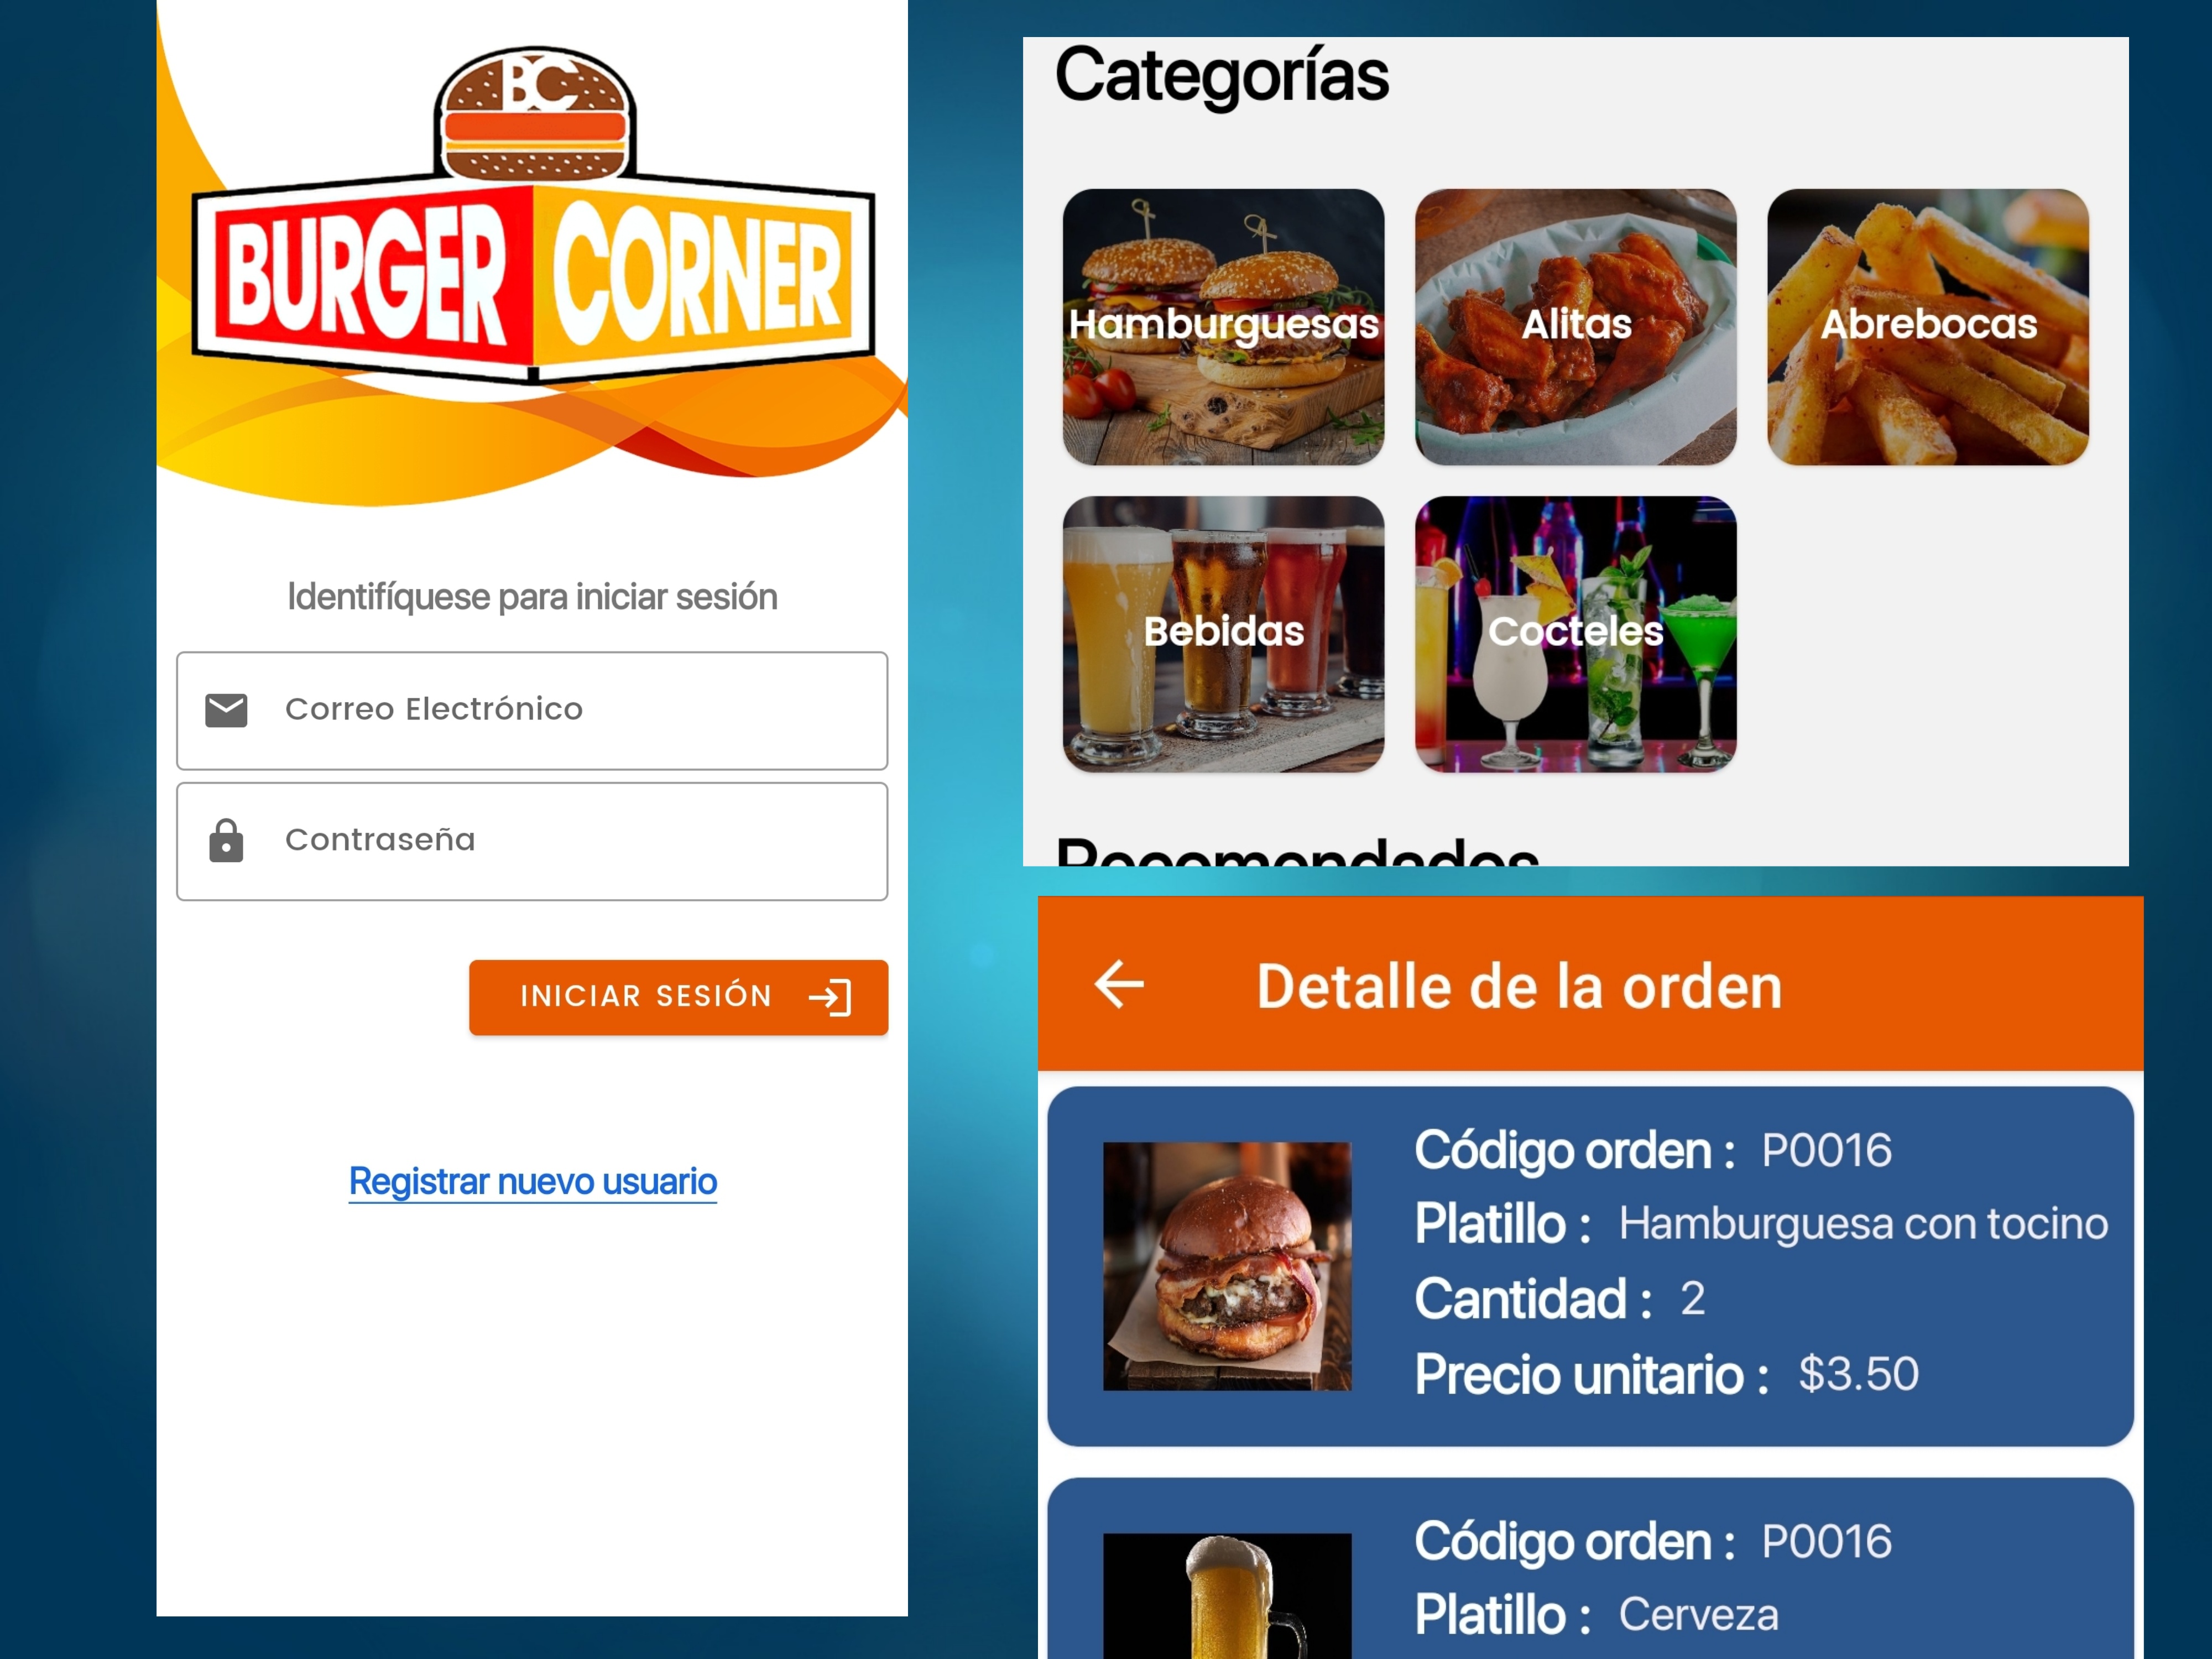 BC
BURGER CORNER
Identifíquese para iniciar sesión
Correo Electrónico
Contraseña
INICIAR SESIÓN
Registrar nuevo usuario
Categorías
Hamburguesas
Alitas
Abrebocas
Bebidas
Cocteles
Recomendados
Detalle de la orden
Código orden : P0016
Platillo : Hamburguesa con tocino
Cantidad : 2
Precio unitario : $3.50
Código orden : P0016
Platillo : Cerveza